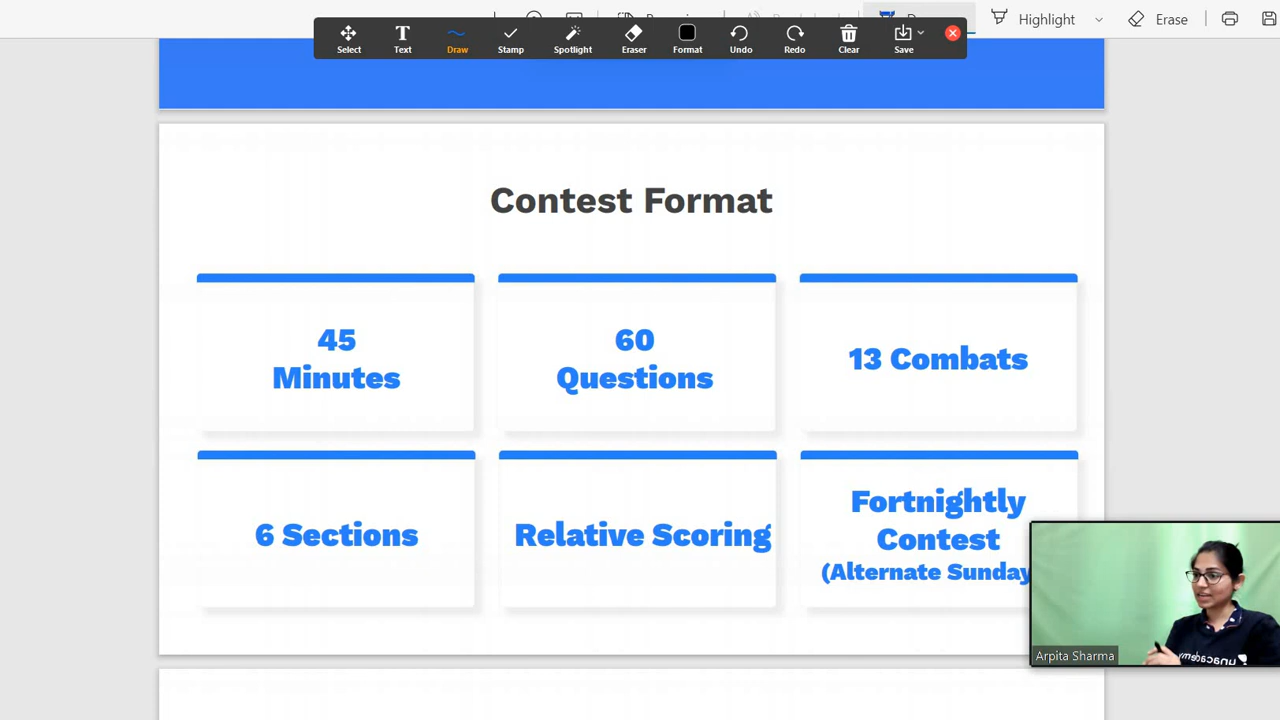 Highlight
Erase
Select
Text
Draw
Stamp
Spotlight
Eraser
Format
Undo
Redo
Clear
Save
Contest Format
45
Minutes
60
Questions
13 Combats
6 Sections
Relative Scoring
Fortnightly
Contest
(Alternate Sunday
Arpita Sharma